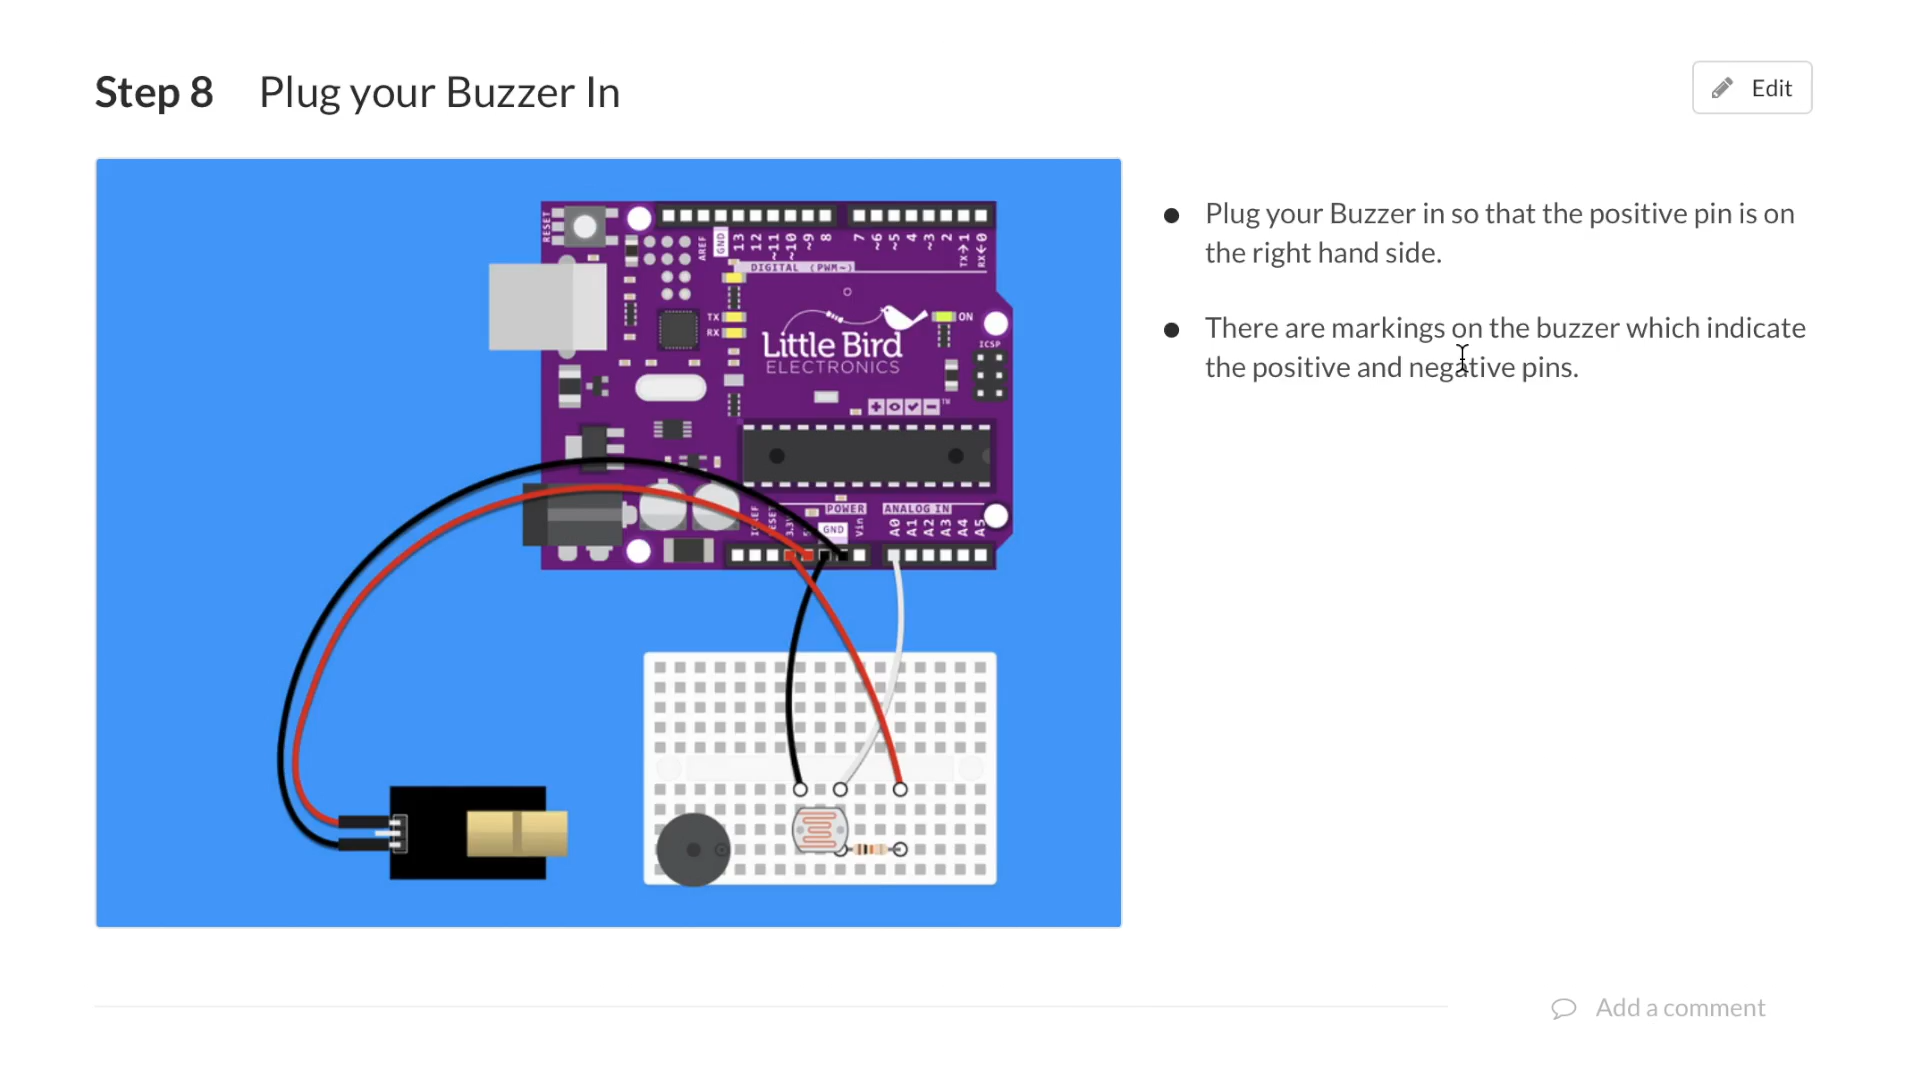 Step 8 Plug your Buzzer In
Edit
Plug your Buzzer in so that the positive pin is on
the right hand side.
There are markings on the buzzer which indicate
the positive and negative pins.
RESET
AREF
GND
13
12
~11
~10
~9
8
7
~6
~5
4
~3
2
TX→1
RX←0
DIGITAL (PWM~)
TX
RX
ON
ICSP
Little Bird
ELECTRONICS
TM
POWER
ANALOG IN
3.3V
GND
Vin
A0
A1
A2
A3
A4
A5
Add a comment